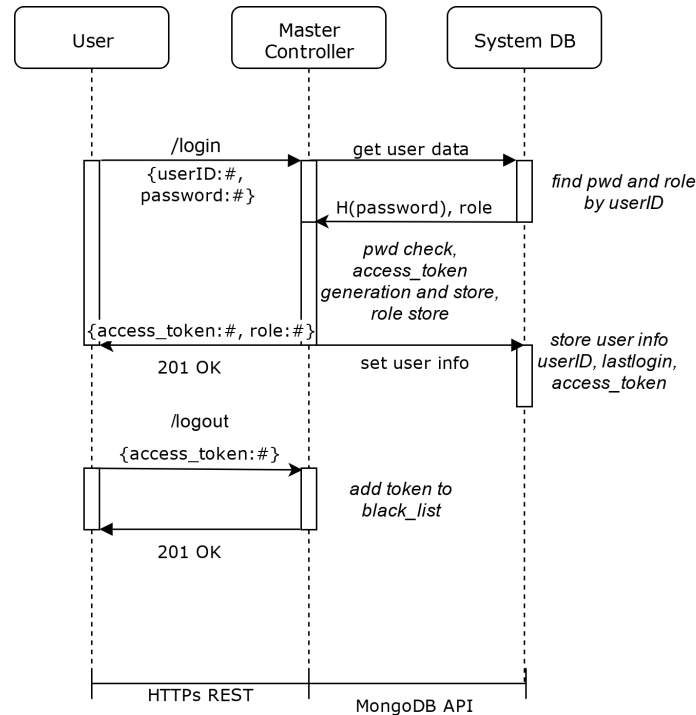 User
Master
Controller
System DB
/login
get user data
{userID:#,
password:#}
find pwd and role
by userID
H(password), role
pwd check,
access_token
generation and store,
role store
{access_token:#, role:#}
store user info
userID, lastlogin,
access_token
201 OK
set user info
/logout
{access_token:#}
add token to
black_list
201 OK
HTTPs REST
MongoDB API